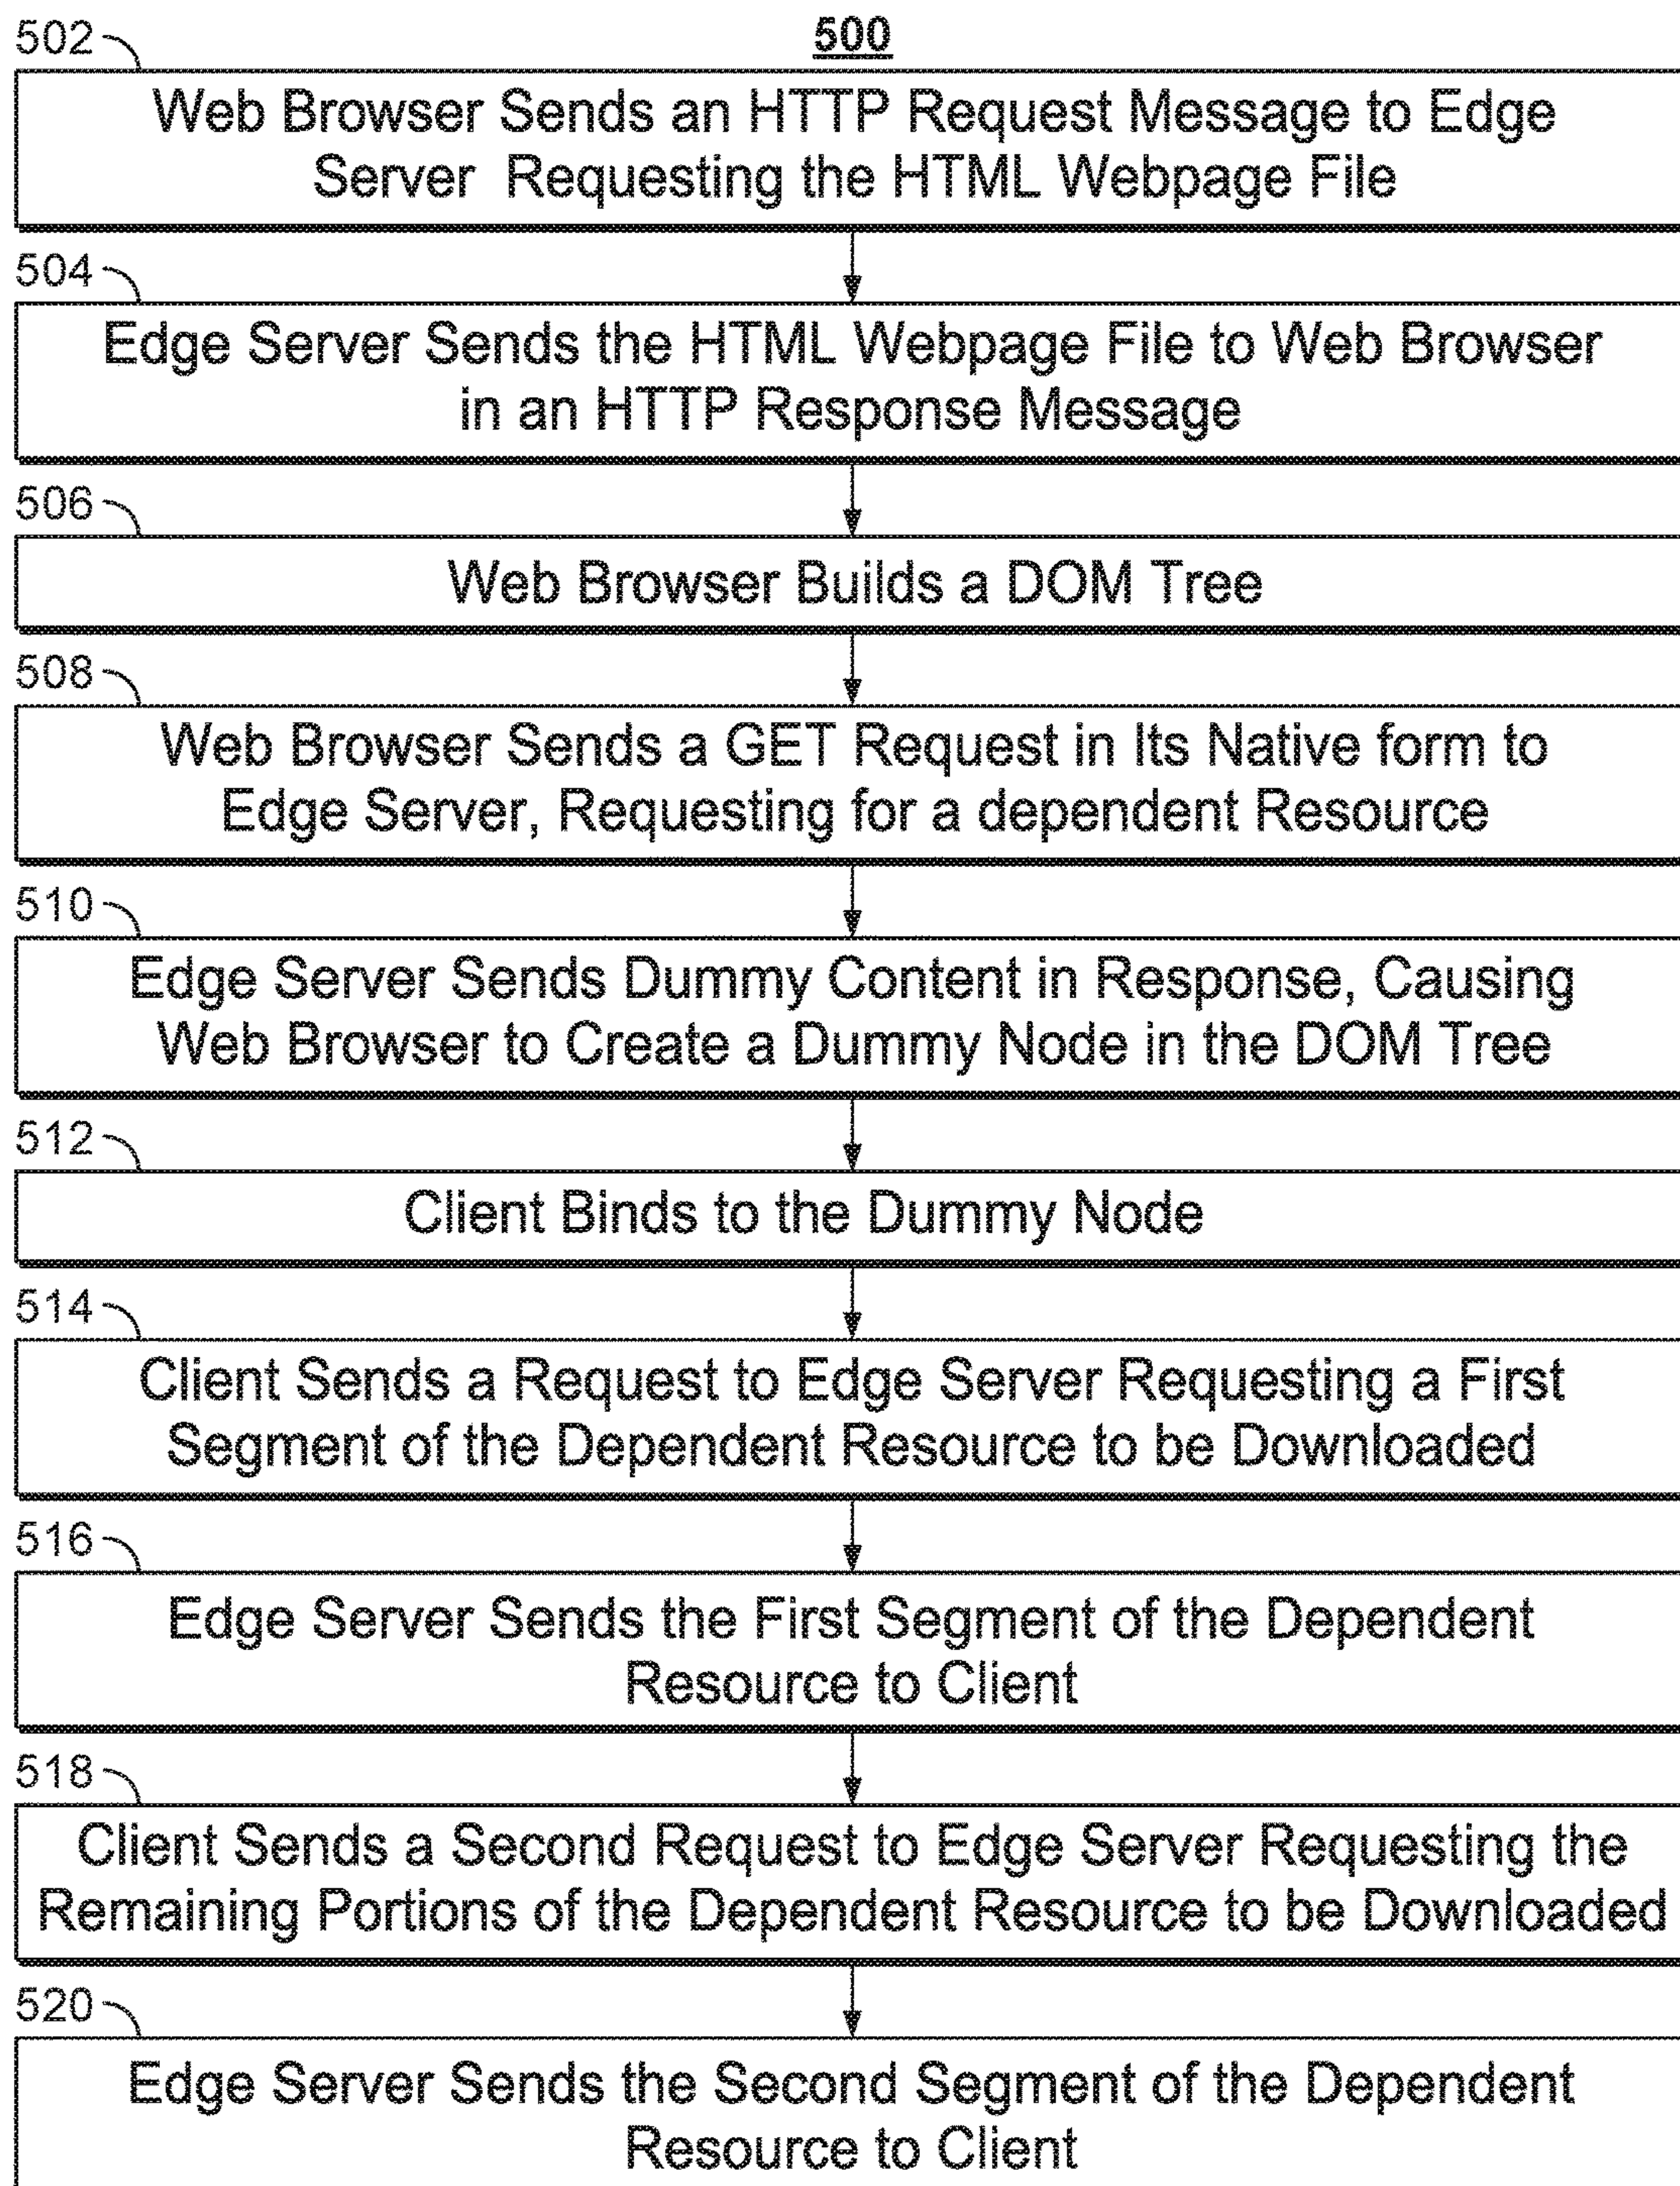 500
502
Web Browser Sends an HTTP Request Message to Edge
Server Requesting the HTML Webpage File
504
Edge Server Sends the HTML Webpage File to Web Browser
in an HTTP Response Message
506
Web Browser Builds a DOM Tree
508
Web Browser Sends a GET Request in Its Native form to
Edge Server, Requesting for a dependent Resource
510
Edge Server Sends Dummy Content in Response, Causing
Web Browser to Create a Dummy Node in the DOM Tree
512
Client Binds to the Dummy Node
514
Client Sends a Request to Edge Server Requesting a First
Segment of the Dependent Resource to be Downloaded
516
Edge Server Sends the First Segment of the Dependent
Resource to Client
518
Client Sends a Second Request to Edge Server Requesting the
Remaining Portions of the Dependent Resource to be Downloaded
520
Edge Server Sends the Second Segment of the Dependent
Resource to Client